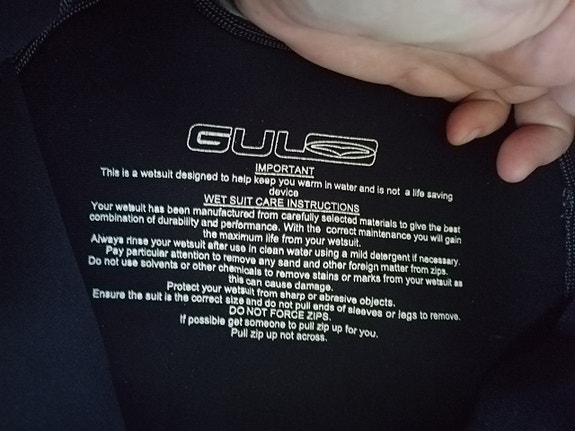 GUL
IMPORTANT
This is a wetsuit designed to help keep you warm in water and is not a life saving
device
WET SUIT CARE INSTRUCTIONS
Your wetsuit has been manufactured from carefully selected materials to give the best
combination of durability and performance. With the correct maintenance you will gain
the maximum life from your wetsuit.
Always rinse your wetsuit after use in clean water using a mild detergent if necessary.
Pay particular attention to remove any sand and other foreign matter from zips.
Do not use solvents or other chemicals to remove stains or marks from your wetsuit as
this can cause damage.
Protect your wetsuit from sharp or abrasive objects.
Ensure the suit is the correct size and do not pull ends of sleeves or legs to remove.
DO NOT FORCE ZIPS.
If possible get someone to pull zip up for you.
Pull zip up not across.